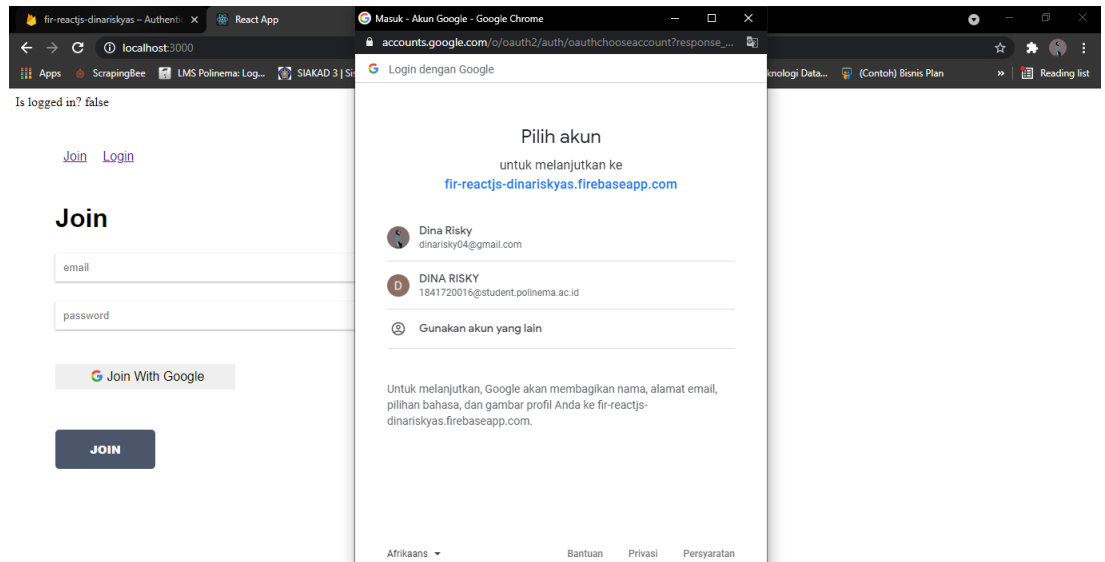 fir-reactjs-dinariskyas – Authentic
React App
localhost:3000
Apps
ScrapingBee
LMS Polinema: Log...
SIAKAD 3 | Sis
knologi Data...
(Contoh) Bisnis Plan
»
Reading list
Is logged in? false
Join
Login
Join
email
password
Join With Google
JOIN
Masuk - Akun Google - Google Chrome
accounts.google.com/o/oauth2/auth/oauthchooseaccount?response_...
Login dengan Google
Pilih akun
untuk melanjutkan ke
fir-reactjs-dinariskyas.firebaseapp.com
Dina Risky
dinarisky04@gmail.com
D
DINA RISKY
1841720016@student.polinema.ac.id
Gunakan akun yang lain
Untuk melanjutkan, Google akan membagikan nama, alamat email,
pilihan bahasa, dan gambar profil Anda ke fir-reactjs-
dinariskyas.firebaseapp.com.
Afrikaans
Bantuan
Privasi
Persyaratan